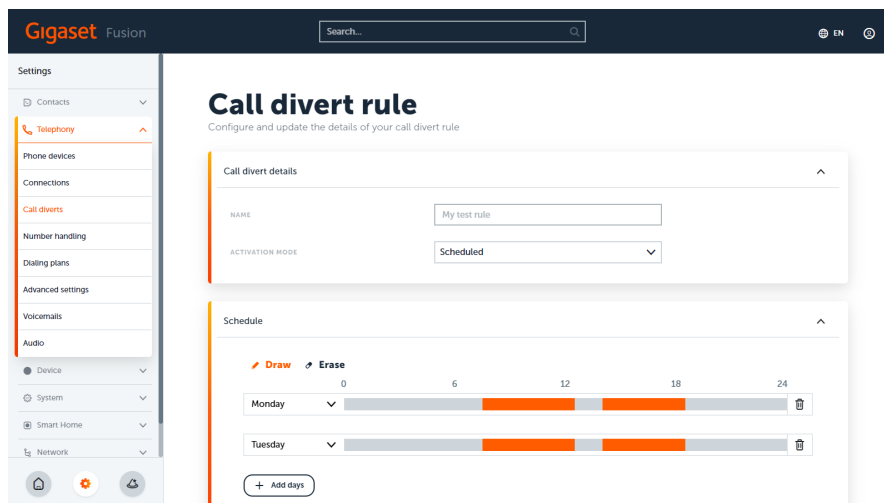 Gigaset Fusion
Search...
EN
Settings
Contacts
Telephony
Phone devices
Connections
Call diverts
Number handling
Dialing plans
Advanced settings
Voicemails
Audio
Device
System
Smart Home
Network
Call divert rule
Configure and update the details of your call divert rule
Call divert details
NAME
My test rule
ACTIVATION MODE
Scheduled
Schedule
Draw Erase
0 6 12 18 24
Monday
Tuesday
+ Add days